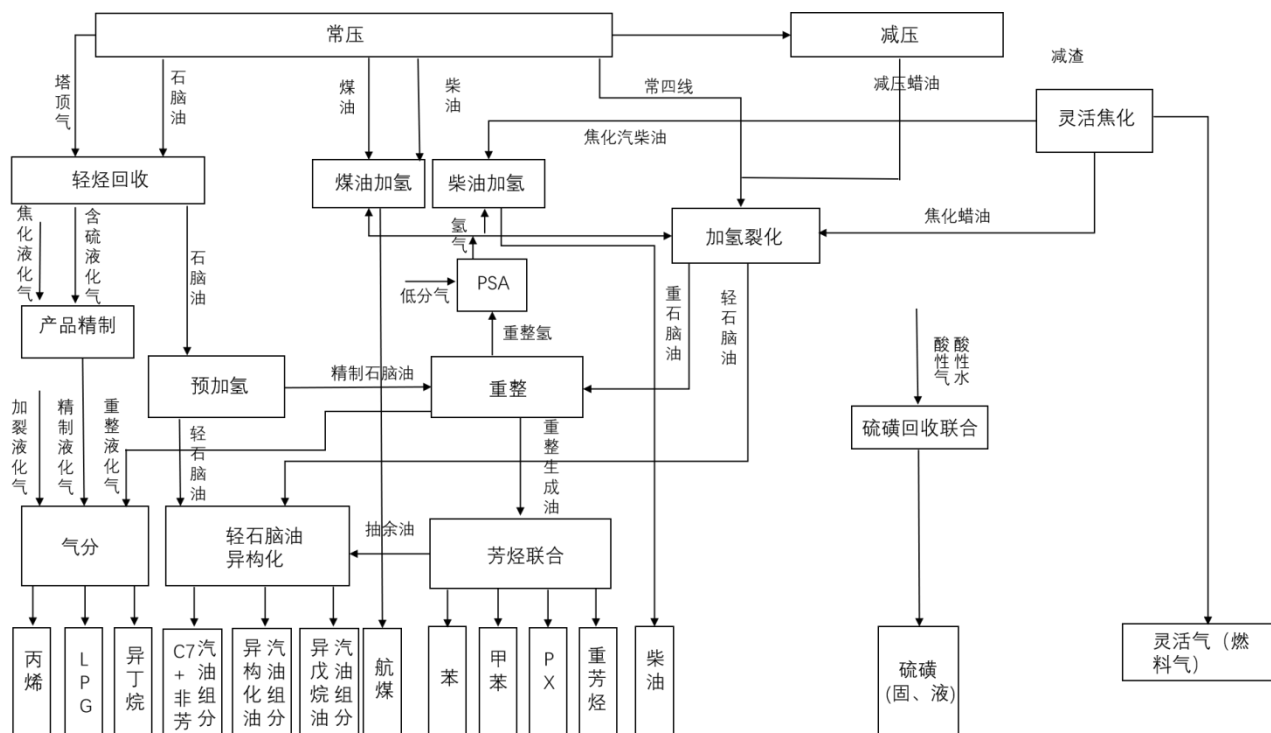 常压
减压
减渣
塔顶气
石脑油
煤油
柴油
常四线
减压蜡油
灵活焦化
焦化汽柴油
轻烃回收
煤油加氢
柴油加氢
焦化蜡油
加氢裂化
焦化液化气
含硫液化气
石脑油
氢气
PSA
低分气
重石脑油
轻石脑油
产品精制
重整氢
酸性气
酸性水
预加氢
精制石脑油
重整
加裂液化气
精制液化气
重整液化气
轻石脑油
重整生成油
硫磺回收联合
气分
轻石脑油
异构化
抽余油
芳烃联合
丙烯
LPG
异丁烷
C7+非芳
汽油组分
异构化油
汽油组分
异戊烷油
汽油组分
航煤
苯
甲苯
PX
重芳烃
柴油
硫磺
(固、液)
灵活气（燃
料气）